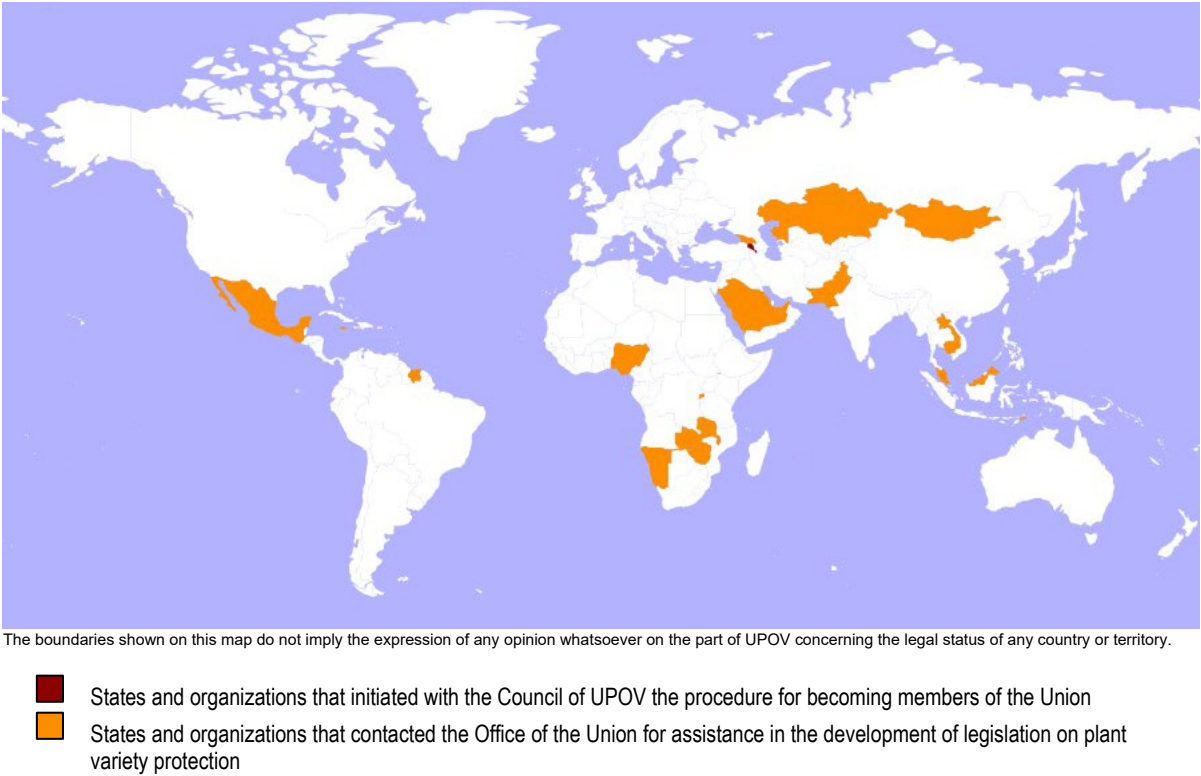 The boundaries shown on this map do not imply the expression of any opinion whatsoever on the part of UPOV concerning the legal status of any country or territory.
States and organizations that initiated with the Council of UPOV the procedure for becoming members of the Union
States and organizations that contacted the Office of the Union for assistance in the development of legislation on plant
variety protection